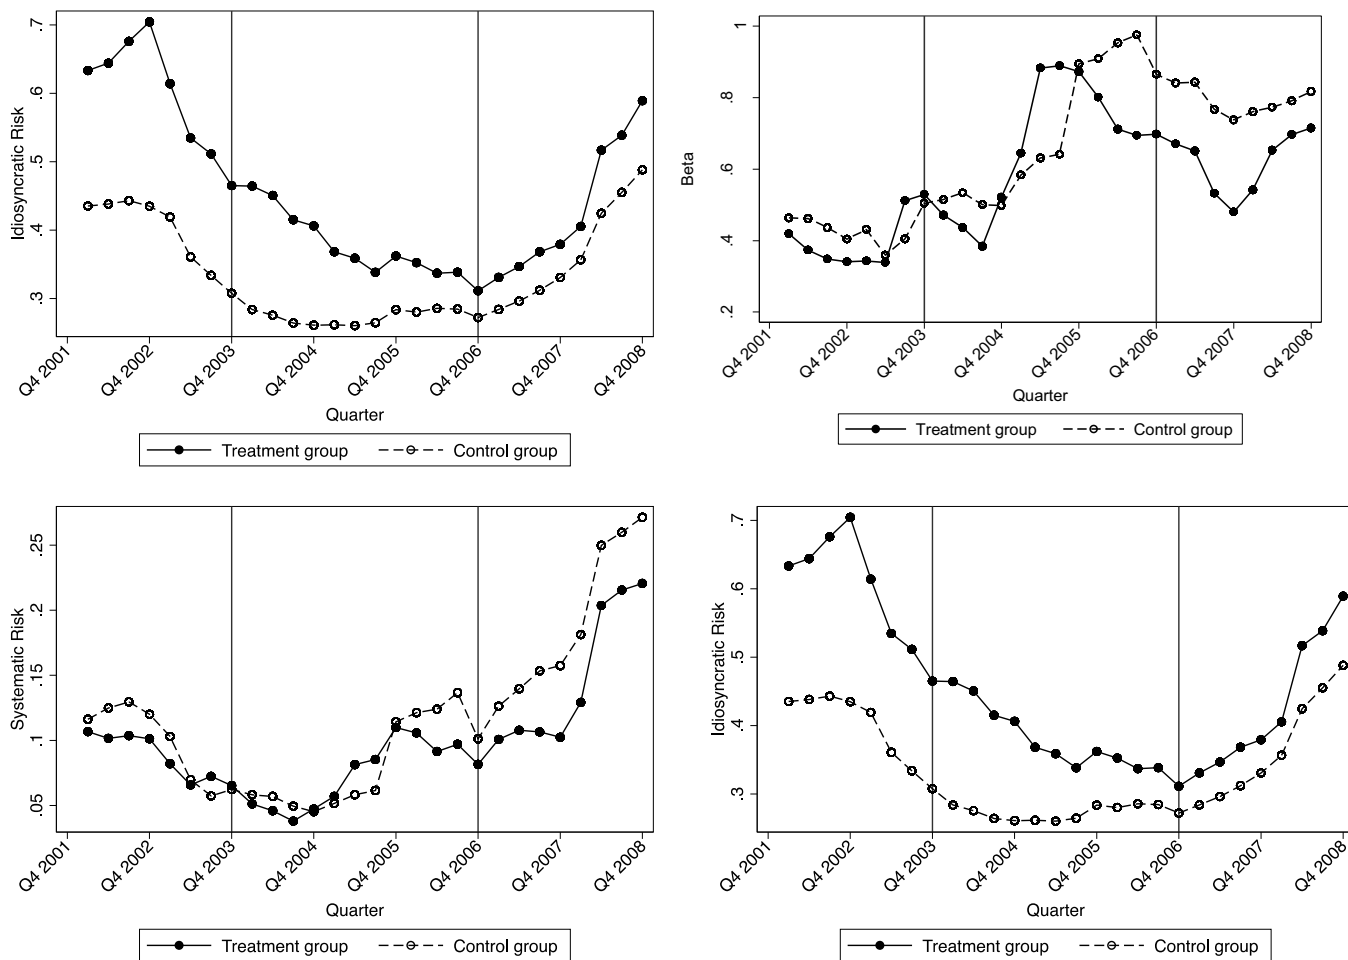 .7
.6
.5
.4
.3
Idiosyncratic Risk
Q4 2001
Q4 2002
Q4 2003
Q4 2004
Q4 2005
Q4 2006
Q4 2007
Q4 2008
Quarter
Treatment group
Control group
1
.8
.6
.4
.2
Beta
Q4 2001
Q4 2002
Q4 2003
Q4 2004
Q4 2005
Q4 2006
Q4 2007
Q4 2008
Quarter
Treatment group
Control group
.25
.2
.15
.1
.05
Systematic Risk
Q4 2001
Q4 2002
Q4 2003
Q4 2004
Q4 2005
Q4 2006
Q4 2007
Q4 2008
Quarter
Treatment group
Control group
.7
.6
.5
.4
.3
Idiosyncratic Risk
Q4 2001
Q4 2002
Q4 2003
Q4 2004
Q4 2005
Q4 2006
Q4 2007
Q4 2008
Quarter
Treatment group
Control group